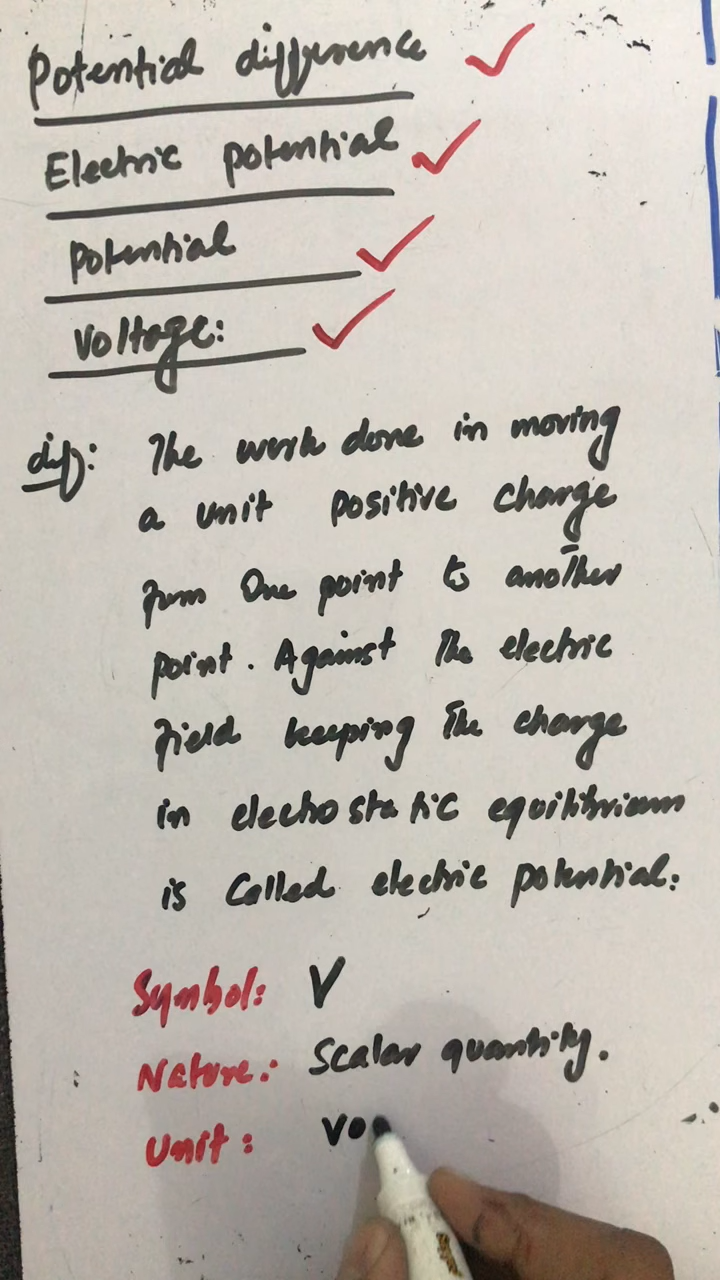 Potential difference
Electric potential
Potential
Voltage:
def: The work done in moving
a unit positive charge
from One point to another
point. Against the electric
field keeping the charge
in electrostatic equilibrium
is Called electric potential:
Symbol: V
Nature: Scalar quantity.
Unit: vo